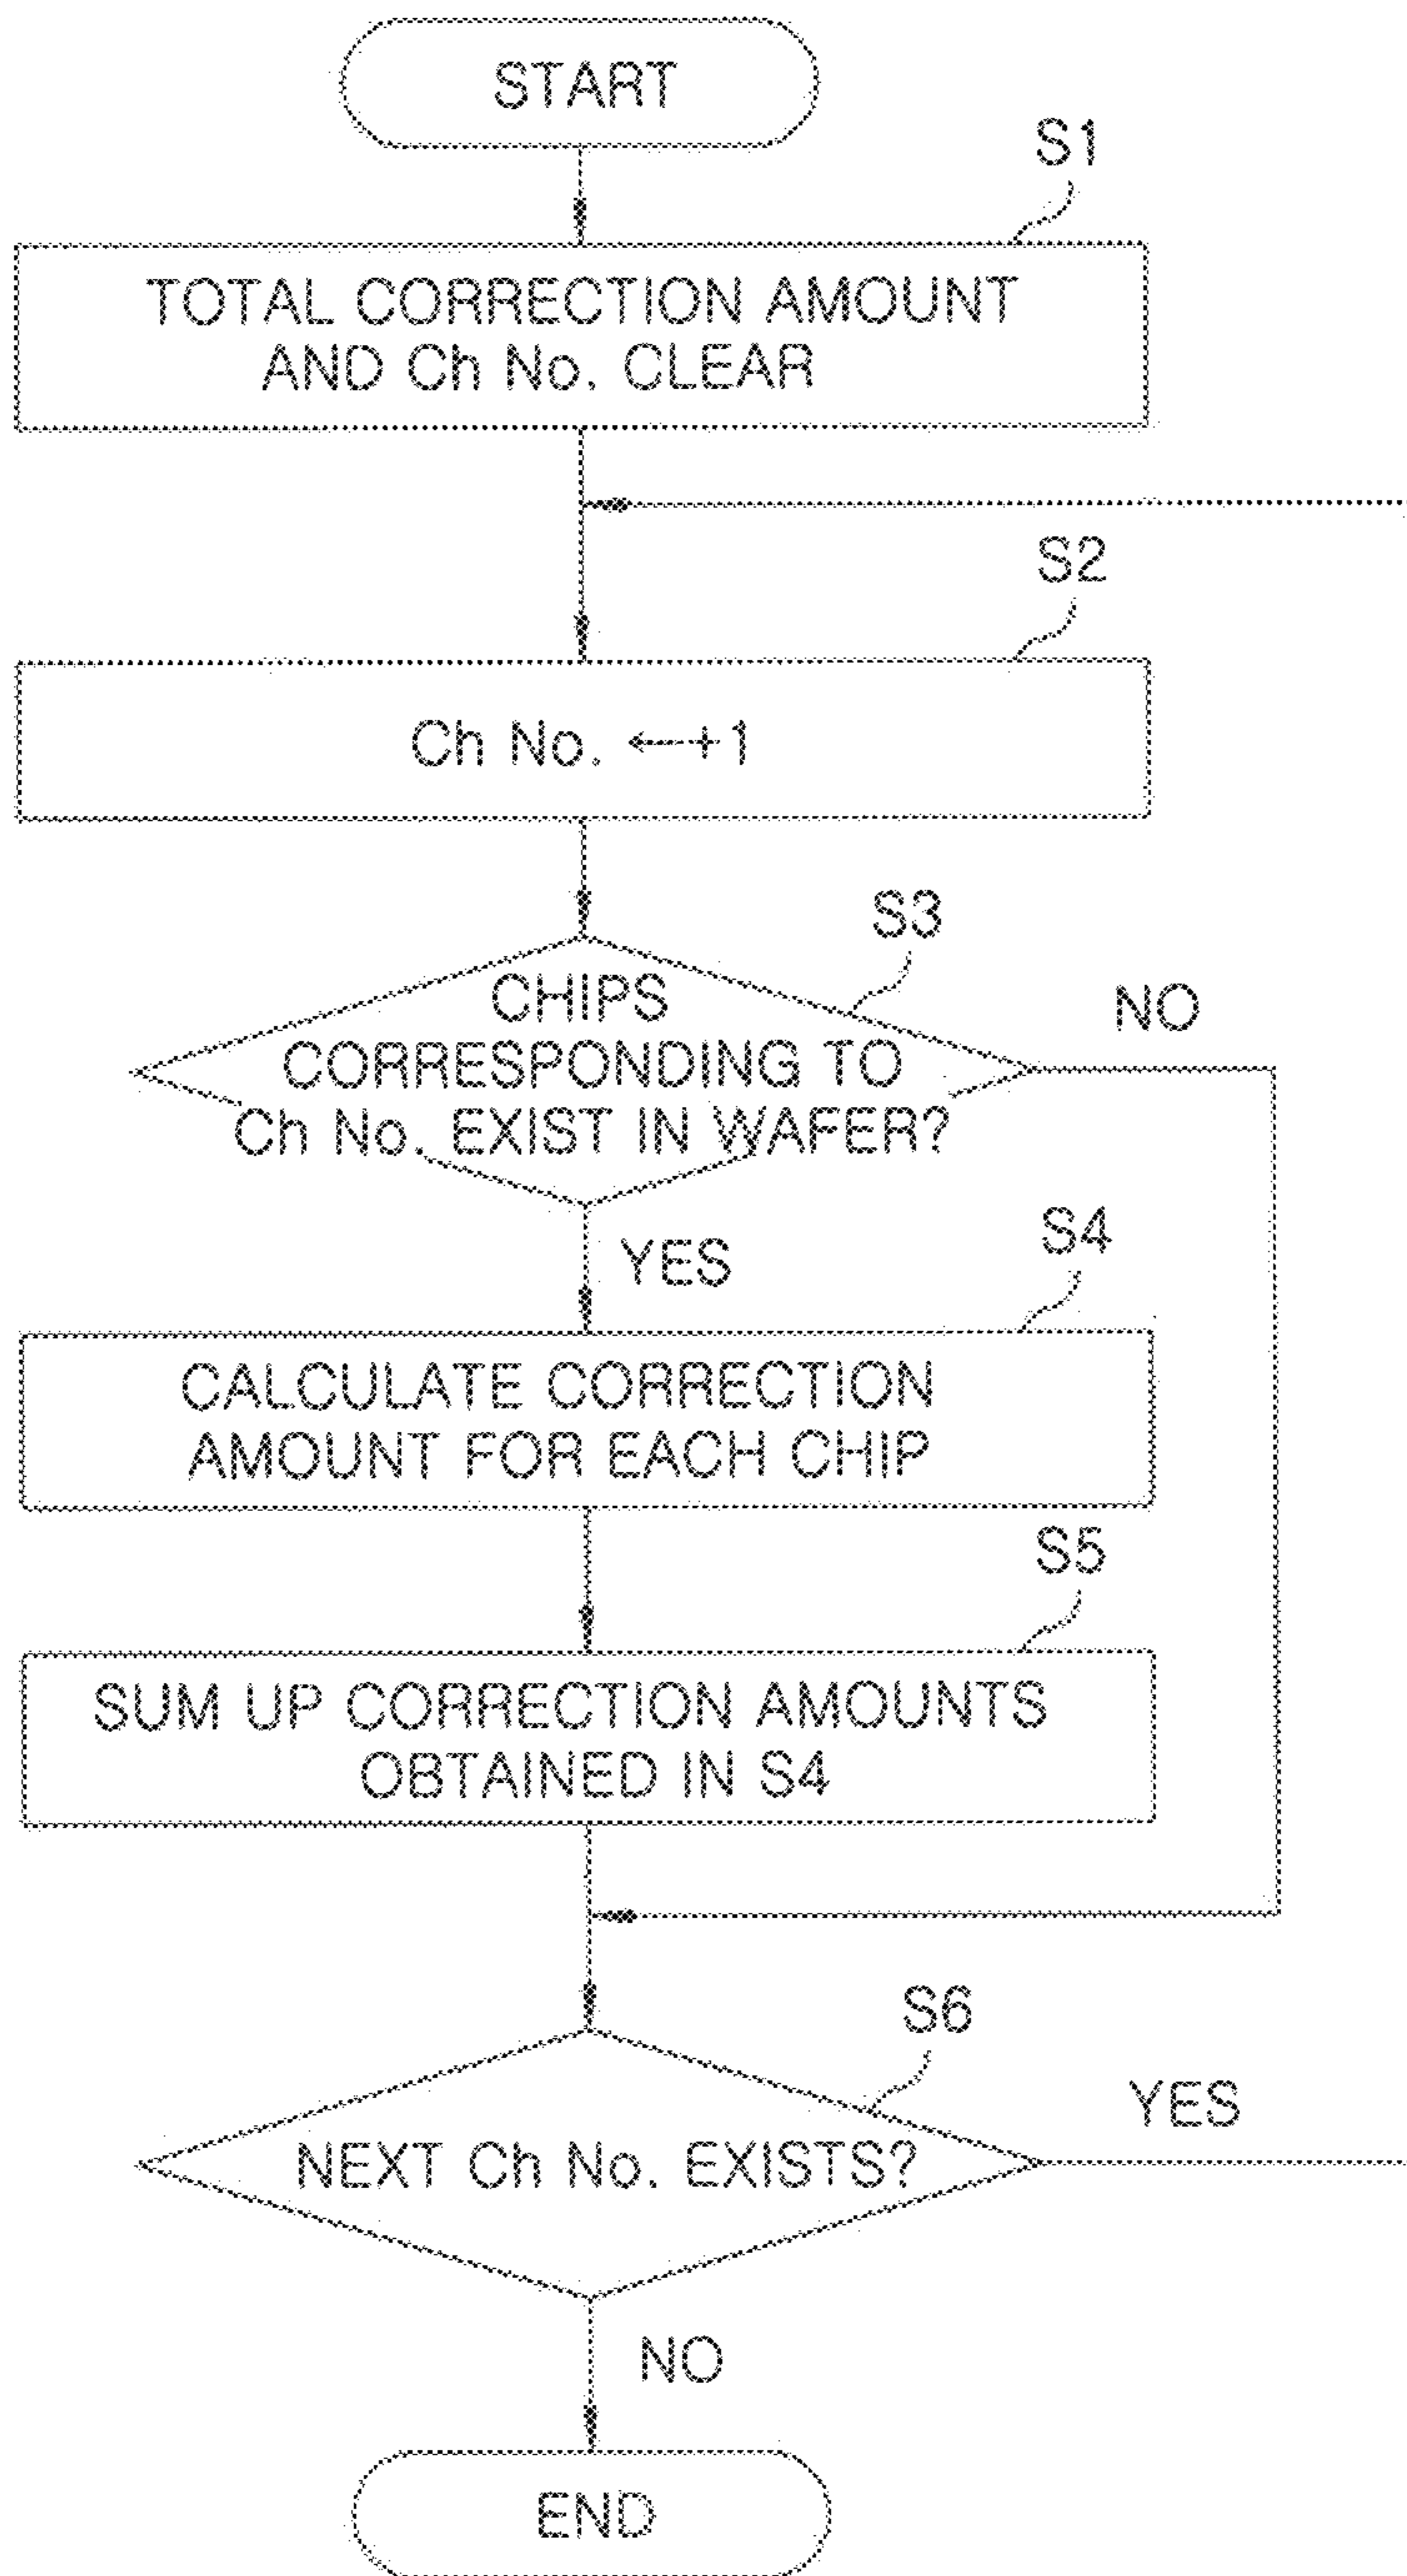 START
S1
TOTAL CORRECTION AMOUNT
AND Ch No. CLEAR
S2
Ch No. ←+1
S3
CHIPS
CORRESPONDING TO
Ch No. EXIST IN WAFER?
NO
YES
S4
CALCULATE CORRECTION
AMOUNT FOR EACH CHIP
S5
SUM UP CORRECTION AMOUNTS
OBTAINED IN S4
S6
NEXT Ch No. EXISTS?
YES
NO
END